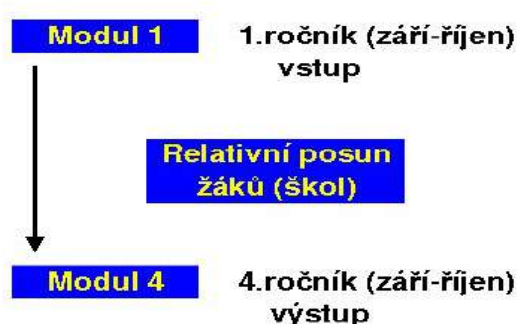 Modul 1
1.ročník (září-říjen)
vstup
Relativní posun
žáků (škol)
Modul 4
4.ročník (září-říjen)
výstup